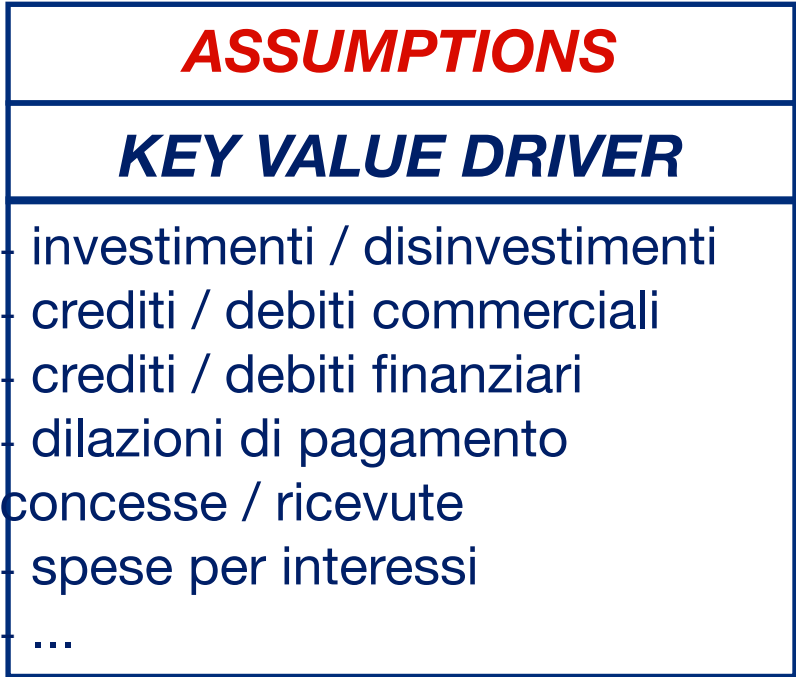 ASSUMPTIONS
KEY VALUE DRIVER
- investimenti / disinvestimenti
- crediti / debiti commerciali
- crediti / debiti finanziari
- dilazioni di pagamento
concesse / ricevute
- spese per interessi
- ...